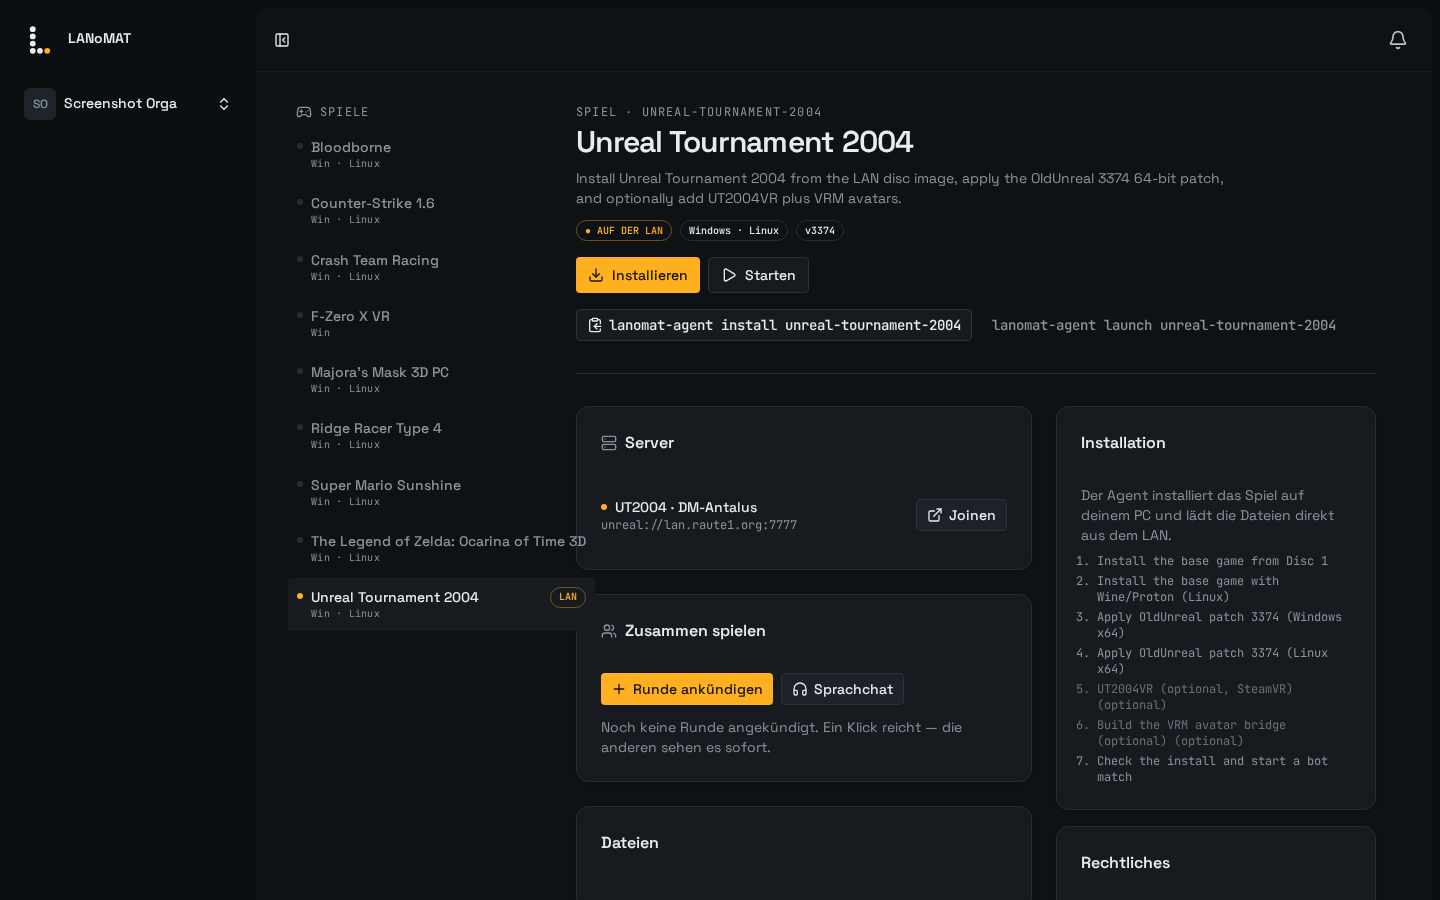 LANoMAT
SO
Screenshot Orga
SPIELE
Bloodborne
Win · Linux
Counter-Strike 1.6
Win · Linux
Crash Team Racing
Win · Linux
F-Zero X VR
Win
Majora's Mask 3D PC
Win · Linux
Ridge Racer Type 4
Win · Linux
Super Mario Sunshine
Win · Linux
The Legend of Zelda: Ocarina of Time 3D
Win · Linux
Unreal Tournament 2004
LAN
Win · Linux
SPIEL · UNREAL-TOURNAMENT-2004
Unreal Tournament 2004
Install Unreal Tournament 2004 from the LAN disc image, apply the OldUnreal 3374 64-bit patch,
and optionally add UT2004VR plus VRM avatars.
● AUF DER LAN
Windows · Linux
v3374
Installieren
Starten
lanomat-agent install unreal-tournament-2004
lanomat-agent launch unreal-tournament-2004
Server
UT2004 · DM-Antalus
unreal://lan.raute1.org:7777
Joinen
Zusammen spielen
Runde ankündigen
Sprachchat
Noch keine Runde angekündigt. Ein Klick reicht — die
anderen sehen es sofort.
Dateien
Installation
Der Agent installiert das Spiel auf
deinem PC und lädt die Dateien direkt
aus dem LAN.
1. Install the base game from Disc 1
2. Install the base game with
Wine/Proton (Linux)
3. Apply OldUnreal patch 3374 (Windows
x64)
4. Apply OldUnreal patch 3374 (Linux
x64)
5. UT2004VR (optional, SteamVR)
(optional)
6. Build the VRM avatar bridge
(optional) (optional)
7. Check the install and start a bot
match
Rechtliches